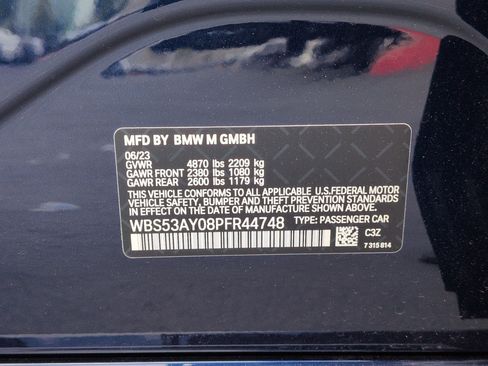 MFD BY BMW M GMBH
06/23
GVWR 4870 lbs 2209 kg
GAWR FRONT 2380 lbs 1080 kg
GAWR REAR 2600 lbs 1179 kg
THIS VEHICLE CONFORMS TO ALL APPLICABLE U.S.FEDERAL MOTOR
VEHICLE SAFETY, BUMPER, AND THEFT PREVENTION STANDARDS
IN EFFECT ON THE DATE OF MANUFACTURE SHOWN ABOVE.
WBS53AY08PFR44748 TYPE: PASSENGER CAR
C3Z
7 315 814